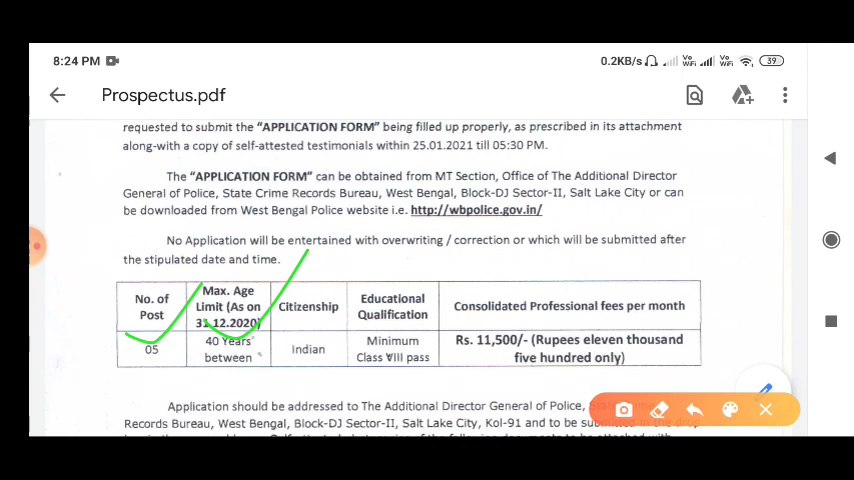 8:24 PM
0.2KB/s
Vo WiFi
Vo WiFi
39
Prospectus.pdf
requested to submit the “APPLICATION FORM” being filled up properly, as prescribed in its attachment
along-with a copy of self-attested testimonials within 25.01.2021 till 05:30 PM.
The “APPLICATION FORM” can be obtained from MT Section, Office of The Additional Director
General of Police, State Crime Records Bureau, West Bengal, Block-DJ Sector-II, Salt Lake City or can
be downloaded from West Bengal Police website i.e. http://wbpolice.gov.in/
No Application will be entertained with overwriting / correction or which will be submitted after
the stipulated date and time.
No. of
Post
Max. Age
Limit (As on
31.12.2020)
Citizenship
Educational
Qualification
Consolidated Professional fees per month
05
40 Years
between
Indian
Minimum
Class VIII pass
Rs. 11,500/- (Rupees eleven thousand
five hundred only)
Application should be addressed to The Additional Director General of Police,
Records Bureau, West Bengal, Block-DJ Sector-II, Salt Lake City, Kol-91 and to be submitted in the drop